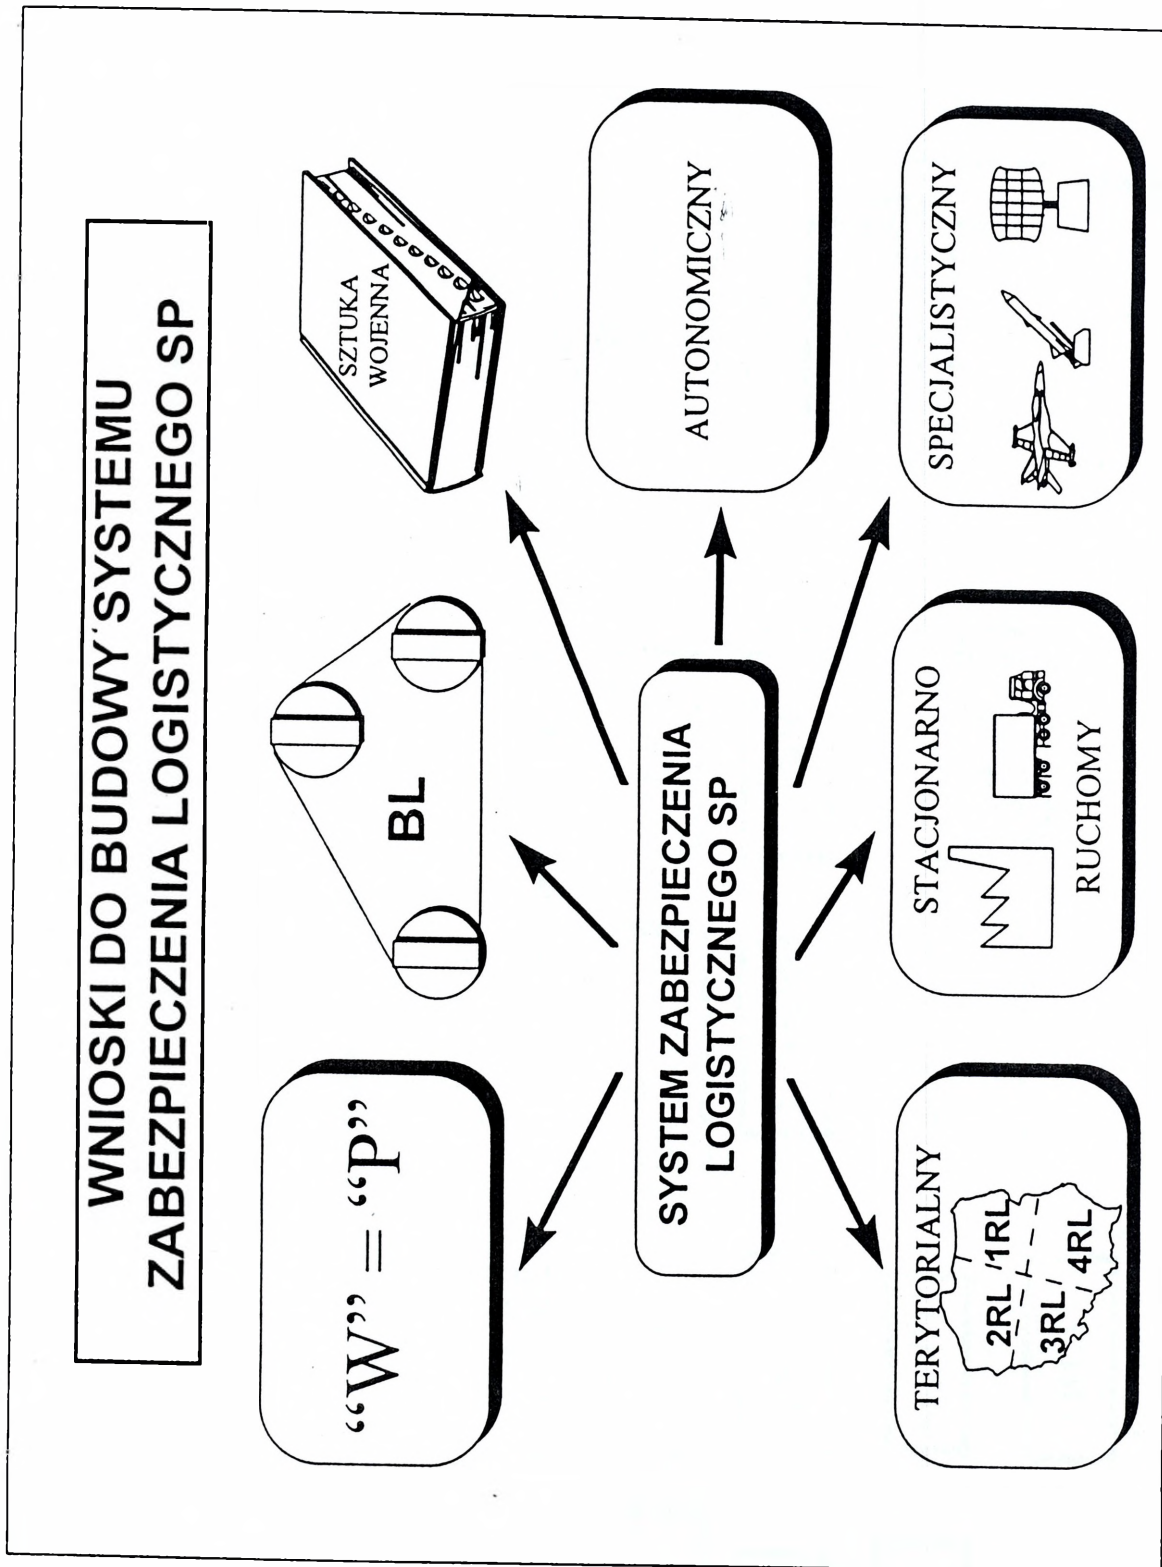 WNIOSKI DO BUDOWY SYSTEMU
ZABEZPIECZENIA LOGISTYCZNEGO SP
“W” = “P”
BL
SZTUKA
WOJENNA
SYSTEM ZABEZPIECZENIA
LOGISTYCZNEGO SP
AUTONOMICZNY
TERYTORIALNY
2RL
1RL
3RL
4RL
STACJONARNO
RUCHOMY
SPECJALISTYCZNY